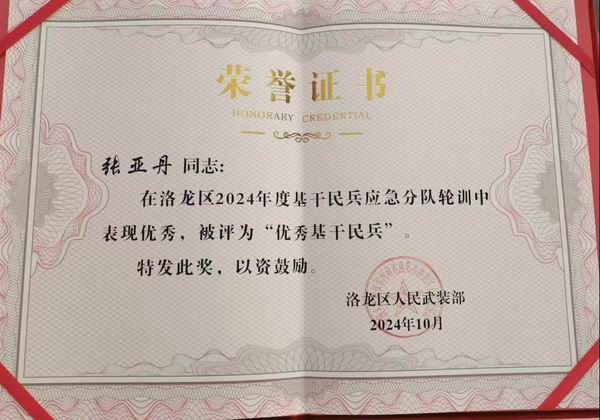 荣誉证书
HONORARY CREDENTIAL
张亚丹 同志:
在洛龙区2024年度基干民兵应急分队轮训中
表现优秀，被评为“优秀基干民兵”。
特发此奖，以资鼓励。
洛龙区人民武装部
2024年10月